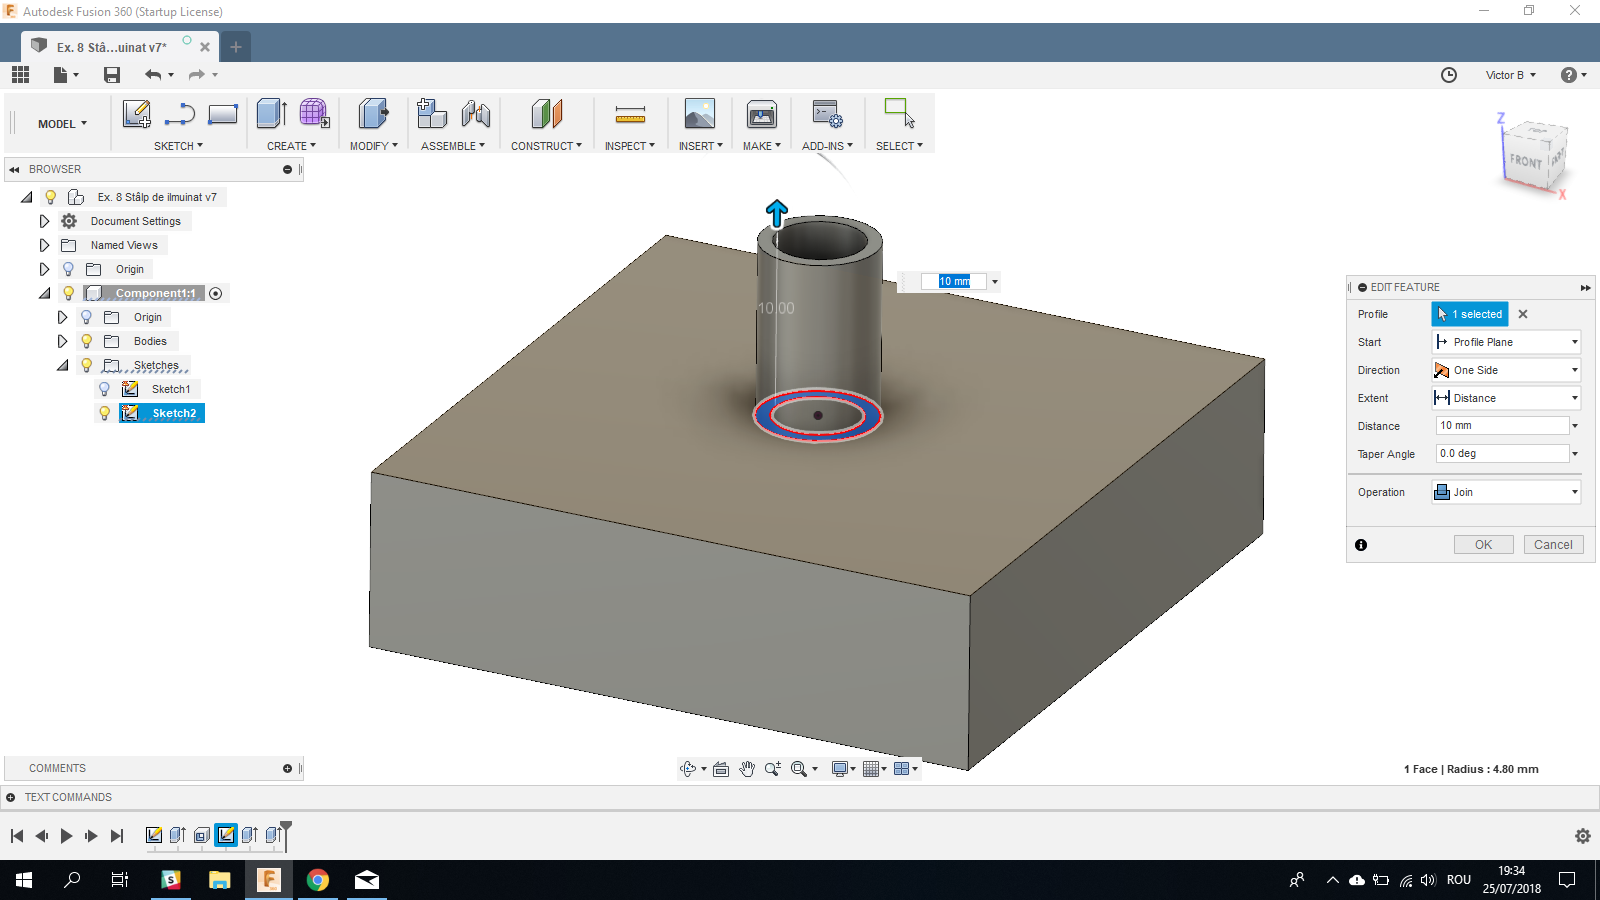 Autodesk Fusion 360 (Startup License)
Ex. 8 Stâ...uinat v7*
Victor B
MODEL
SKETCH
CREATE
MODIFY
ASSEMBLE
CONSTRUCT
INSPECT
INSERT
MAKE
ADD-INS
SELECT
BROWSER
Ex. 8 Stâlp de ilmuinat v7
Document Settings
Named Views
Origin
Component1:1
Origin
Bodies
Sketches
Sketch1
Sketch2
Z
TOP
FRONT
X
10 mm
10.00
EDIT FEATURE
Profile
1 selected
Start
Profile Plane
Direction
One Side
Extent
Distance
Distance
10 mm
Taper Angle
0.0 deg
Operation
Join
OK
Cancel
COMMENTS
1 Face | Radius : 4.80 mm
TEXT COMMANDS
ROU
19:34
25/07/2018